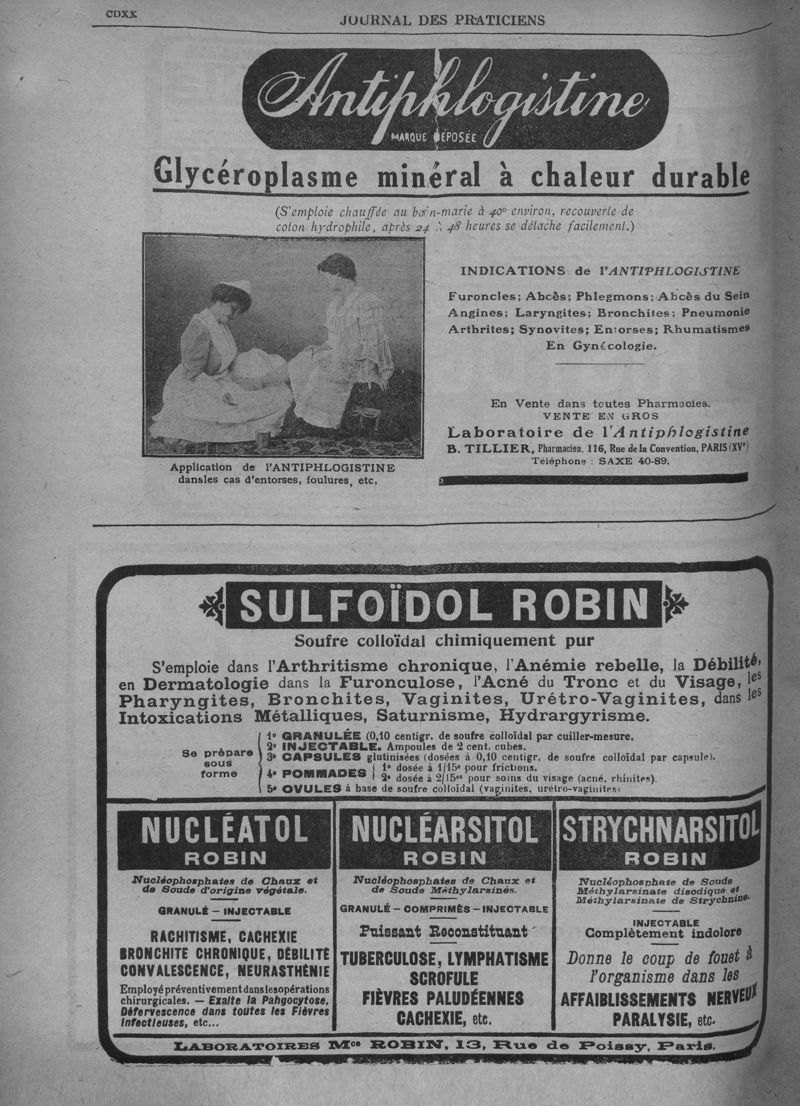 CDXX
JOURNAL DES PRATICIENS
Antiphlogistine
MARQUE DÉPOSÉE
Glycéroplasme minéral à chaleur durable
(S'emploie chauffée au bain-marie à 40° environ, recouverte de
coton hydrophile, après 24 à 48 heures se détache facilement.)
INDICATIONS de l'ANTIPHLOGISTINE
Furoncles; Abcès; Phlegmons; Abcès du Sein
Angines; Laryngites; Bronchites; Pneumonie
Arthrites; Synovites; Entorses; Rhumatismes
En Gynécologie.
En Vente dans toutes Pharmacies.
VENTE EN GROS
Laboratoire de l'Antiphlogistine
B. TILLIER, Pharmacien, 116, Rue de la Convention, PARIS (XVe)
Téléphone : SAXE 40-89.
Application de l'ANTIPHLOGISTINE
dansles cas d'entorses, foulures, etc.
SULFOÏDOL ROBIN
Soufre colloïdal chimiquement pur
S'emploie dans l'Arthritisme chronique, l'Anémie rebelle, la Débilité,
en Dermatologie dans la Furonculose, l'Acné du Tronc et du Visage, les
Pharyngites, Bronchites, Vaginites, Urétro-Vaginites, dans les
Intoxications Métalliques, Saturnisme, Hydrargyrisme.
Se prépare
sous
forme
1° GRANULÉE (0,10 centigr. de soufre colloïdal par cuiller-mesure.
2° INJECTABLE. Ampoules de 2 cent. cubes.
3° CAPSULES glutinisées (dosées à 0,10 centigr. de soufre colloïdal par capsule).
4° POMMADES
1° dosée à 1/15e pour frictions.
2° dosée à 2/15es pour soins du visage (acné, rhinites).
5° OVULES à base de soufre colloïdal (vaginites, urétro-vaginites)
NUCLÉATOL
ROBIN
Nucléophosphates de Chaux et
de Soude d'origine végétale.
GRANULÉ – INJECTABLE
RACHITISME, CACHEXIE
BRONCHITE CHRONIQUE, DÉBILITÉ
CONVALESCENCE, NEURASTHÉNIE
Employé préventivement dans les opérations
chirurgicales. — Exalte la Pahgocytose,
Défervescence dans toutes les Fièvres
Infectieuses, etc...
NUCLÉARSITOL
ROBIN
Nucléophosphates de Chaux et
de Soude Méthylarsinés.
GRANULÉ – COMPRIMÉS – INJECTABLE
Puissant Reconstituant
TUBERCULOSE, LYMPHATISME
SCROFULE
FIÈVRES PALUDÉENNES
CACHEXIE, etc.
STRYCHNARSITOL
ROBIN
Nucléophosphate de Soude
Méthylarsinate disodique et
Méthylarsinate de Strychnine.
INJECTABLE
Complètement indolore
Donne le coup de fouet à
l'organisme dans les
AFFAIBLISSEMENTS NERVEUX
PARALYSIE, etc.
LABORATOIRES Mce ROBIN, 13, Rue de Poissy, Paris.